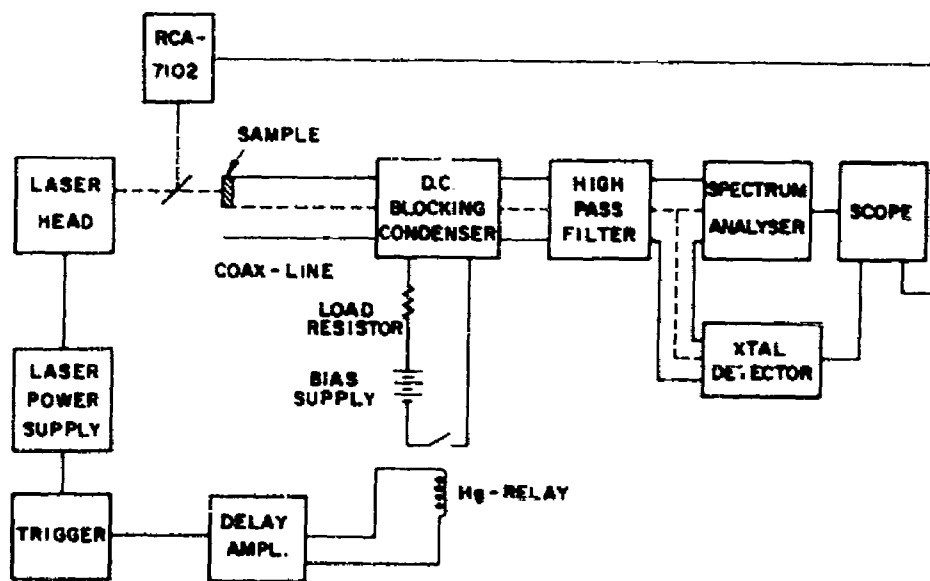 RCA-
7102
SAMPLE
LASER
HEAD
D.C.
BLOCKING
CONDENSER
HIGH
PASS
FILTER
SPECTRUM
ANALYSER
SCOPE
COAX-LINE
LOAD
RESISTOR
XTAL
DETECTOR
BIAS
SUPPLY
LASER
POWER
SUPPLY
Hg-RELAY
TRIGGER
DELAY
AMPL.